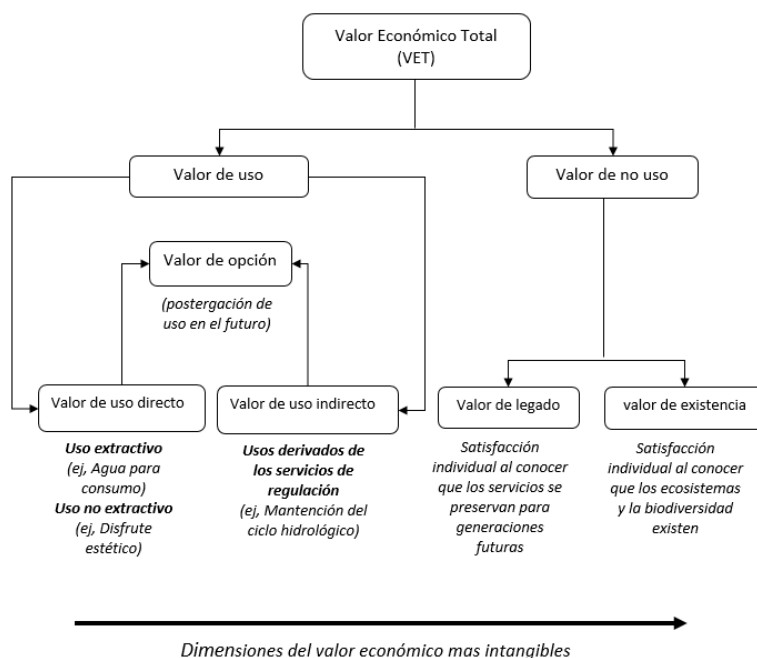 Valor Económico Total
(VET)
Valor de uso
Valor de no uso
Valor de opción
(postergación de
uso en el futuro)
Valor de uso directo
Uso extractivo
(ej, Agua para
consumo)
Uso no extractivo
(ej, Disfrute
estético)
Valor de uso indirecto
Usos derivados de
los servicios de
regulación
(ej, Mantención del
ciclo hidrológico)
Valor de legado
Satisfacción
individual al conocer
que los servicios se
preservan para
generaciones
futuras
valor de existencia
Satisfacción
individual al conocer
que los ecosistemas
y la biodiversidad
existen
Dimensiones del valor económico mas intangibles